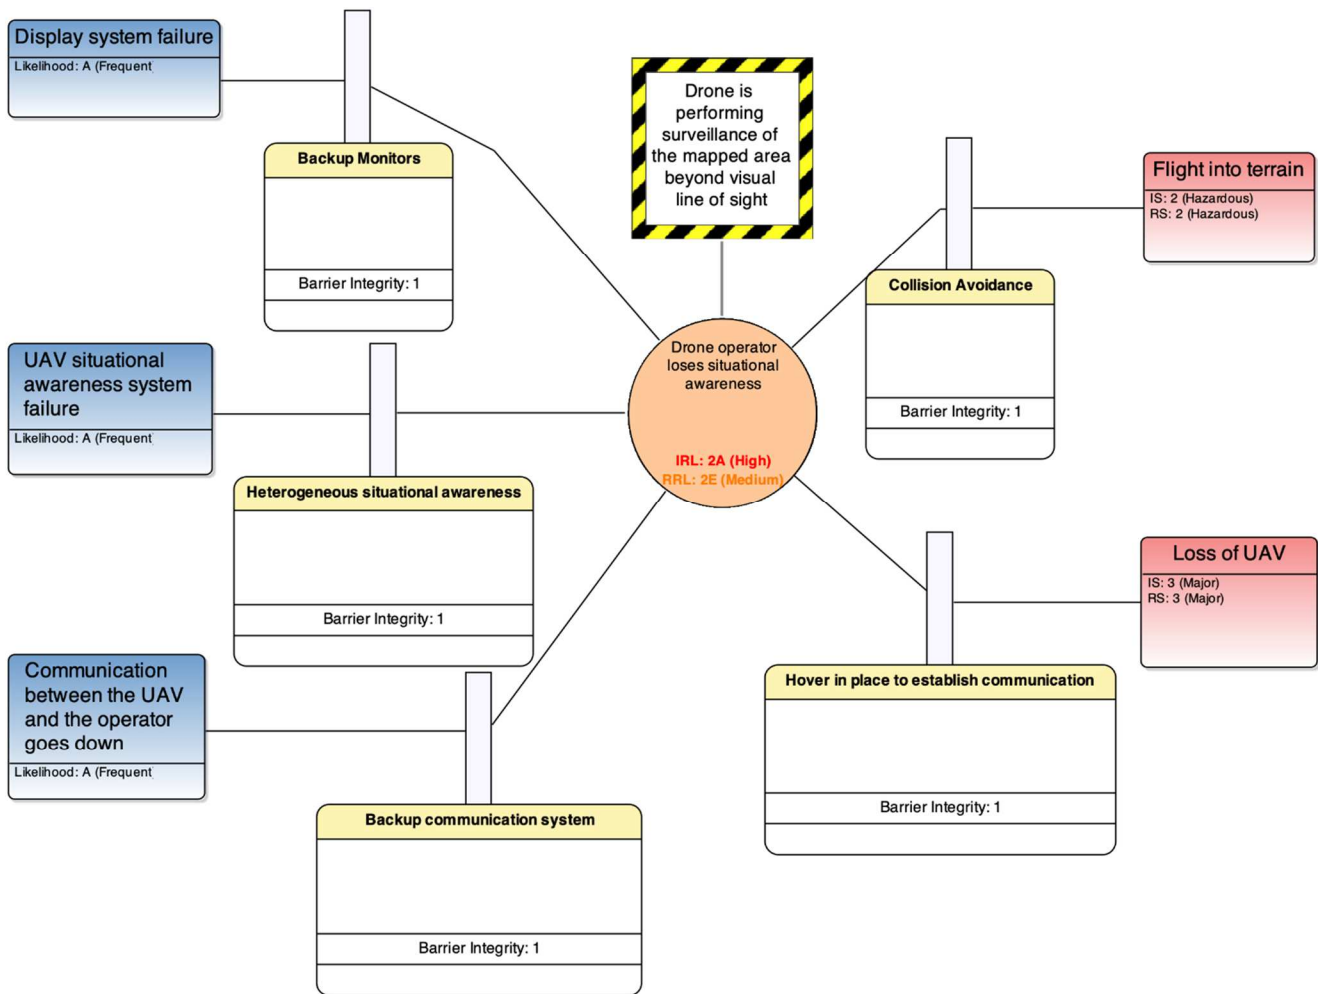 Display system failure
Likelihood: A (Frequent
Backup Monitors
Barrier Integrity: 1
UAV situational
awareness system
failure
Likelihood: A (Frequent
Heterogeneous situational awareness
Barrier Integrity: 1
Communication
between the UAV
and the operator
goes down
Likelihood: A (Frequent
Backup communication system
Barrier Integrity: 1
Drone is
performing
surveillance of
the mapped area
beyond visual
line of sight
Drone operator
loses situational
awareness
IRL: 2A (High)
RRL: 2E (Medium)
Collision Avoidance
Barrier Integrity: 1
Flight into terrain
IS: 2 (Hazardous)
RS: 2 (Hazardous)
Hover in place to establish communication
Barrier Integrity: 1
Loss of UAV
IS: 3 (Major)
RS: 3 (Major)